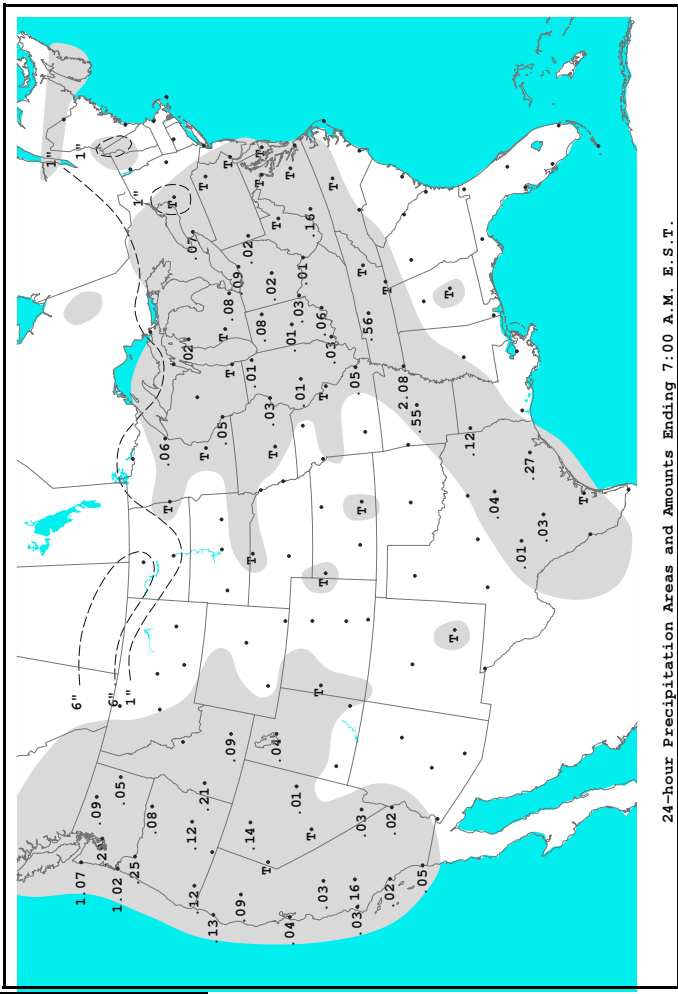 1"
6"
1.07
1"
.09
6"
1.02
.05
1"
.25
1"
.08
.06
T
T
.02
.12
.07
.12
.21
T
T
.13
.05
T
T
.08
.09
T
.09
.09
.02
.14
.01
T
T
T
.08
T
.03
.02
T
.04
T
.04
T
.01
.01
.03
.01
.01
.16
T
T
.06
.03
T
T
.03
T
.16
.05
.03
.03
T
T
.56
T
.02
.02
2.08
.55
.05
T
T
.12
.04
.01
.27
.03
T
24-hour Precipitation Areas and Amounts Ending 7:00 A.M. E.S.T.